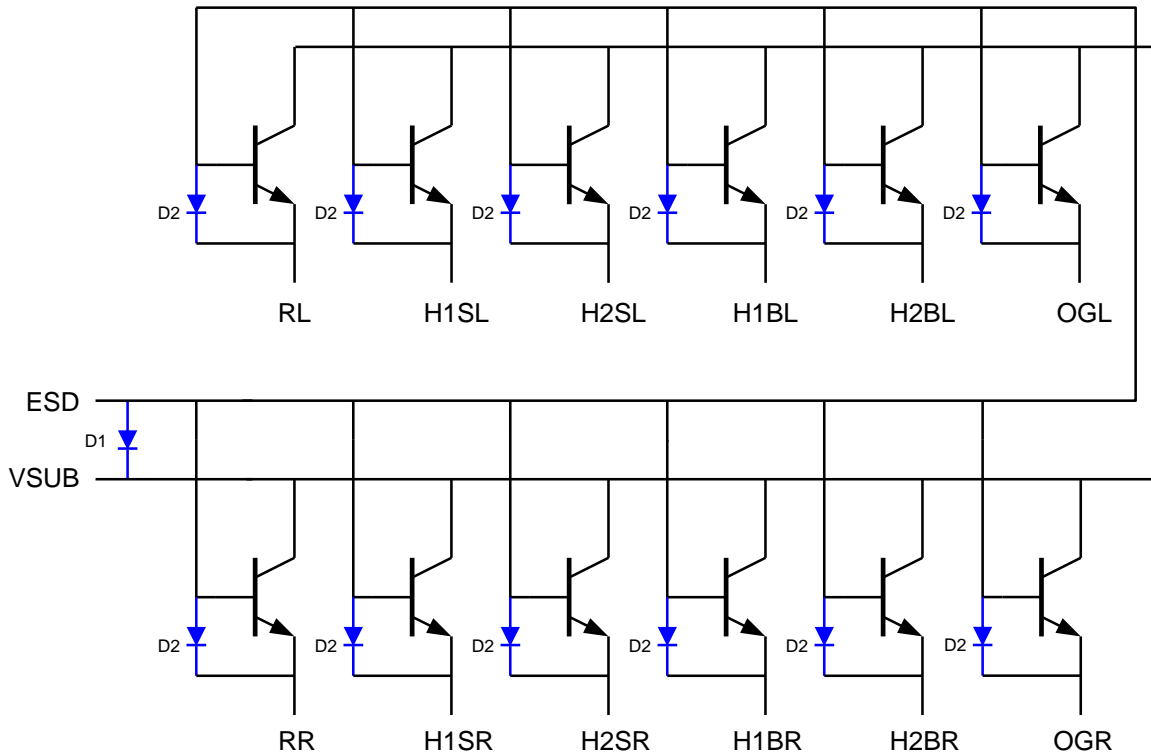 D2 D2 D2 D2 D2 D2
RL H1SL H2SL H1BL H2BL OGL
ESD
D1
VSUB
D2 D2 D2 D2 D2 D2
RR H1SR H2SR H1BR H2BR OGR